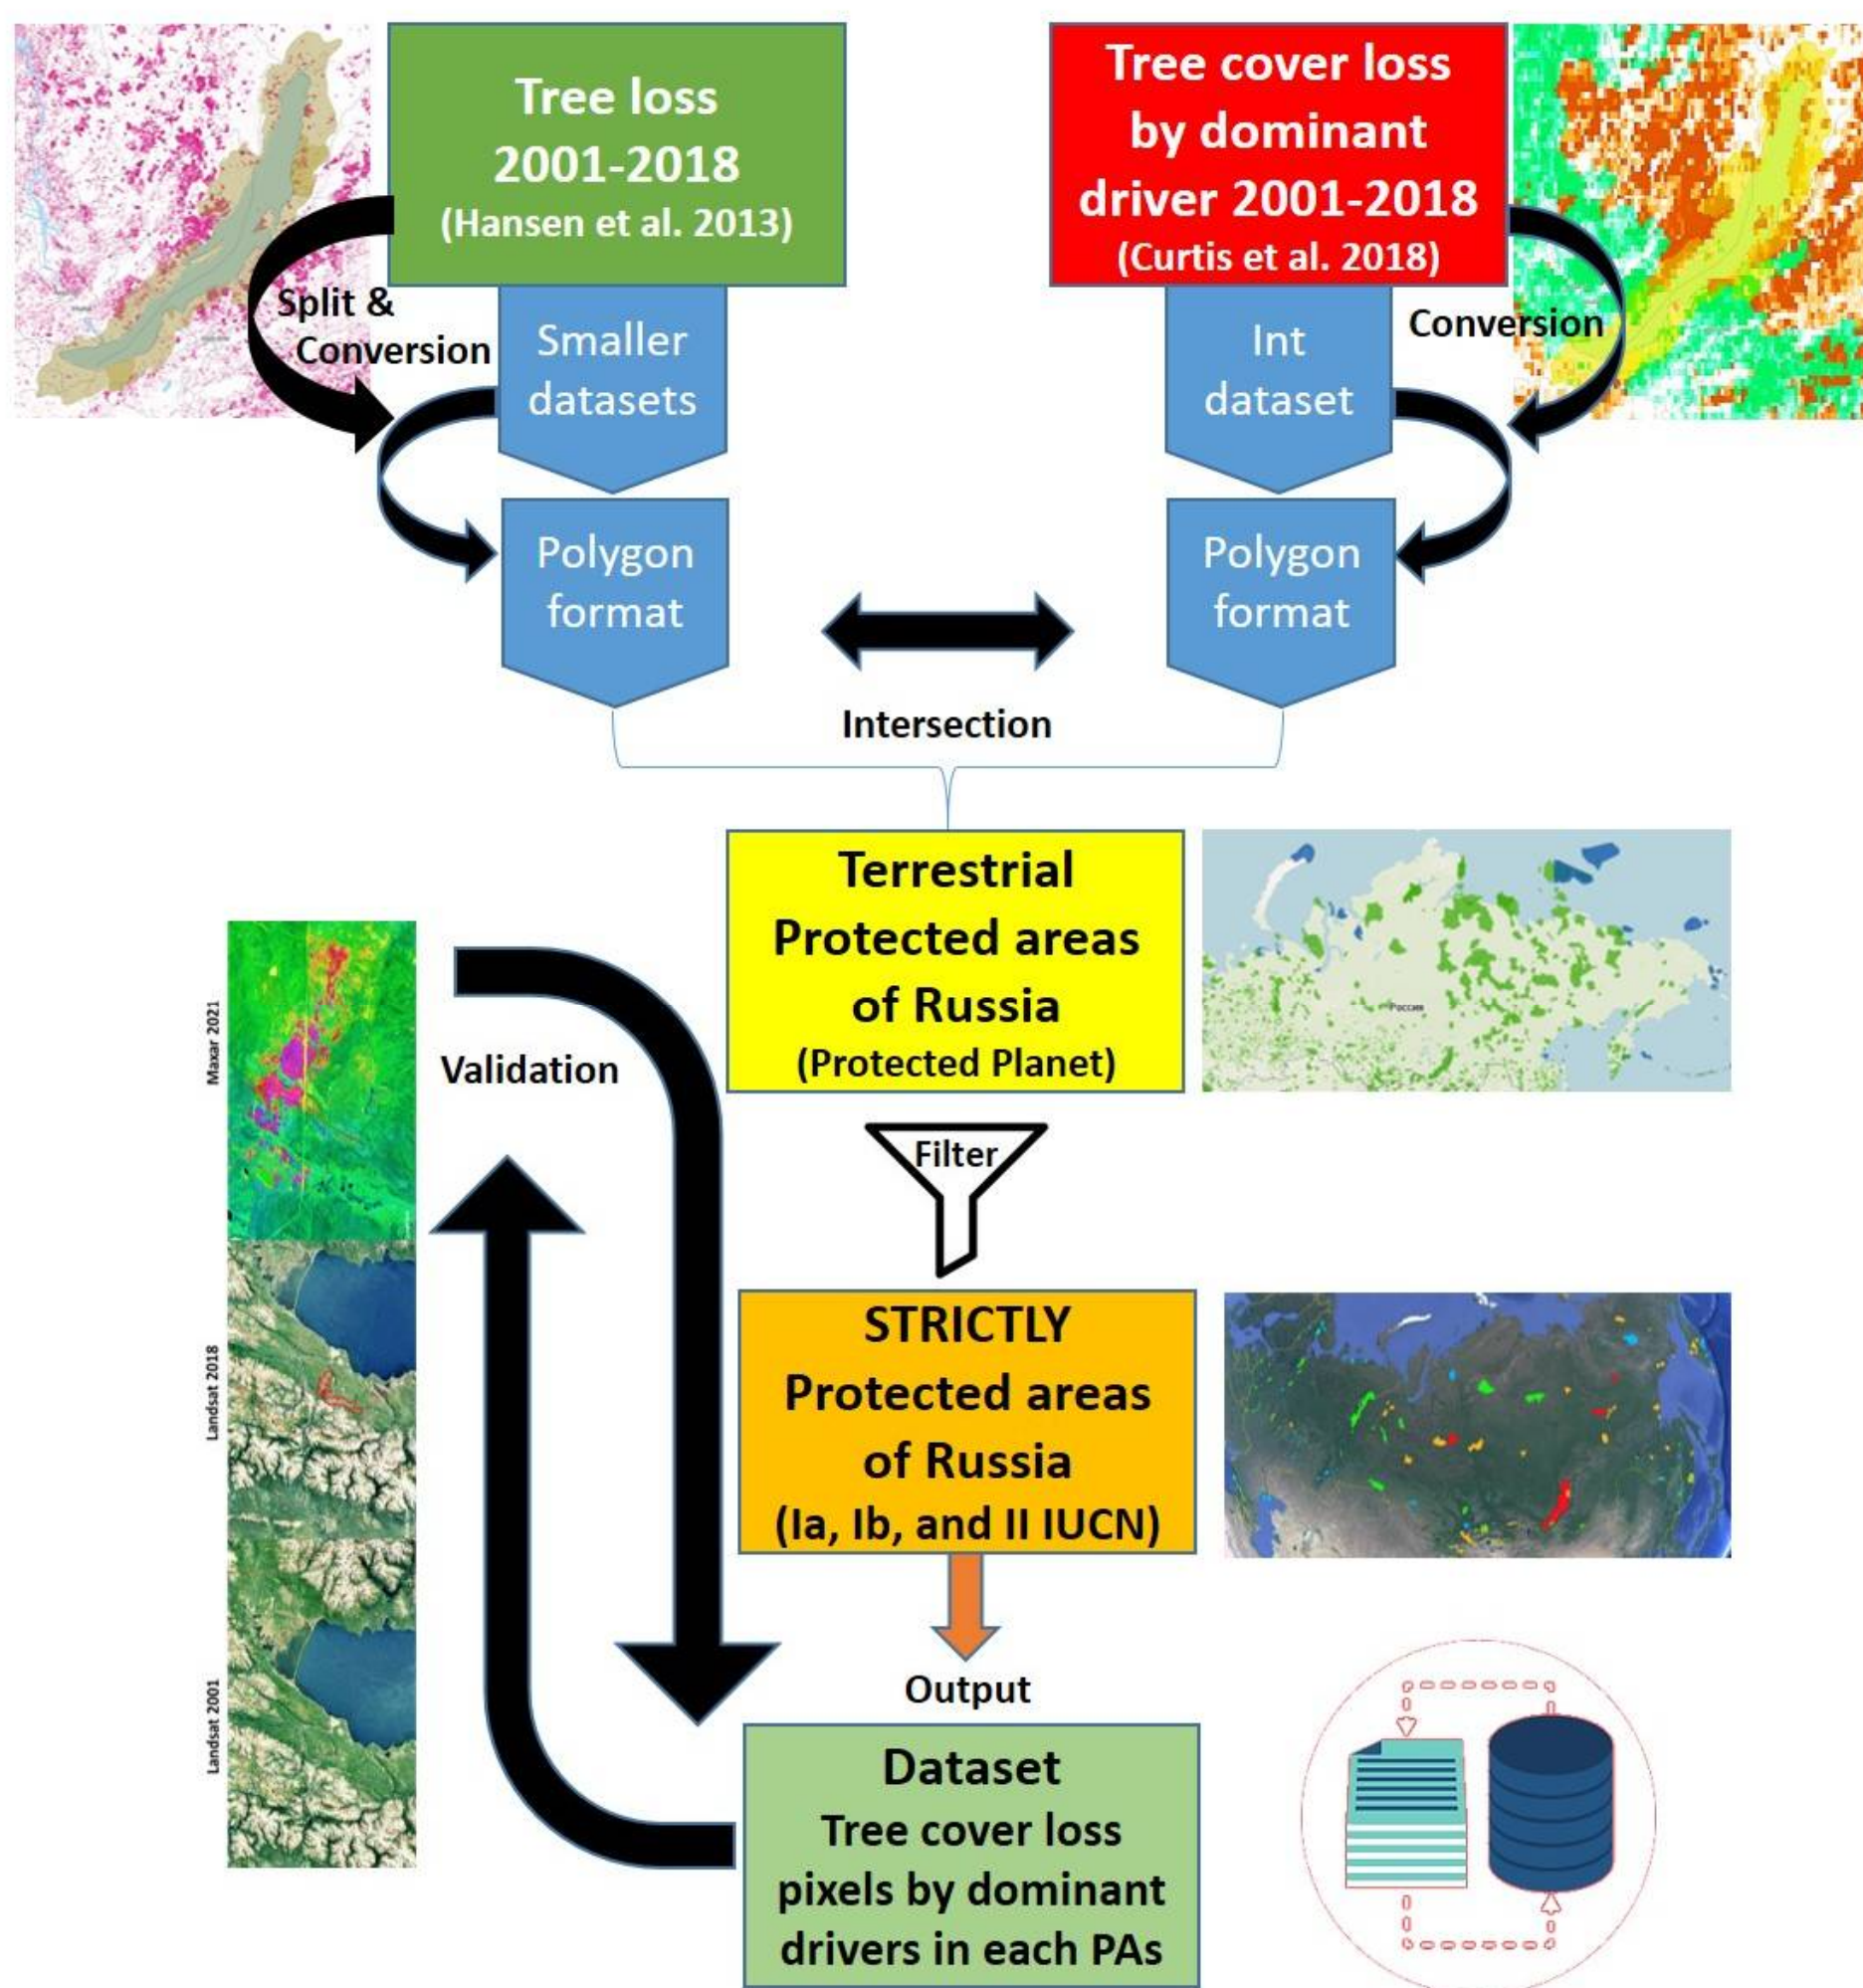 Tree loss
2001-2018
(Hansen et al. 2013)
Tree cover loss
by dominant
driver 2001-2018
(Curtis et al. 2018)
Split &
Conversion
Smaller
datasets
Int
dataset
Conversion
Polygon
format
Polygon
format
Intersection
Terrestrial
Protected areas
of Russia
(Protected Planet)
Россия
Maxar 2021
Validation
Filter
Landsat 2018
STRICTLY
Protected areas
of Russia
(Ia, Ib, and II IUCN)
Landsat 2001
Output
Dataset
Tree cover loss
pixels by dominant
drivers in each PAs